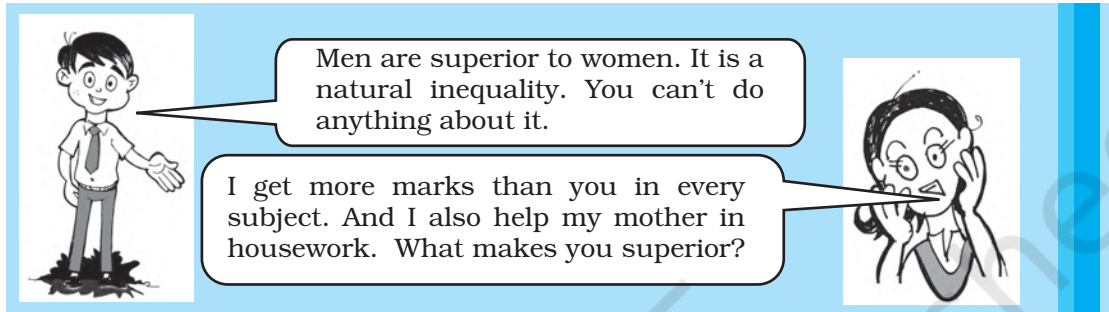 Men are superior to women. It is a
natural inequality. You can't do
anything about it.
I get more marks than you in every
subject. And I also help my mother in
housework. What makes you superior?